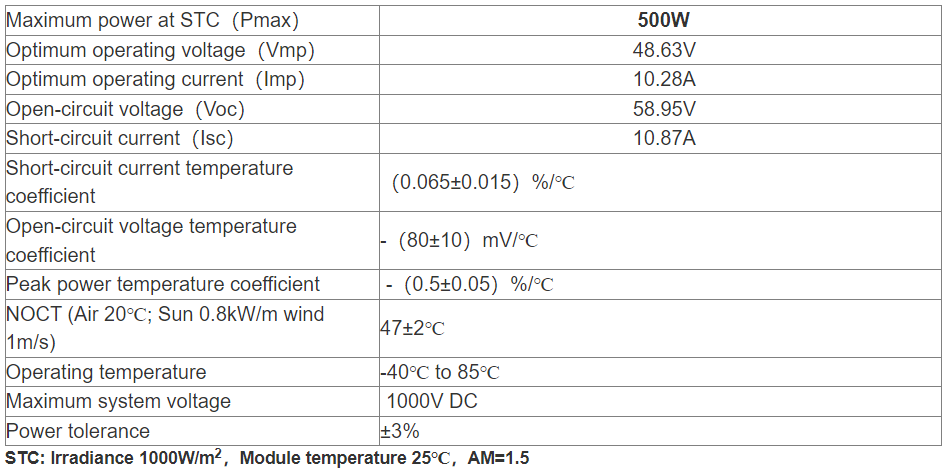 Maximum power at STC（Pmax） 500W
Optimum operating voltage（Vmp） 48.63V
Optimum operating current（Imp） 10.28A
Open-circuit voltage（Voc） 58.95V
Short-circuit current（Isc） 10.87A
Short-circuit current temperature
coefficient
（0.065±0.015）%/℃
Open-circuit voltage temperature
coefficient
-（80±10）mV/℃
Peak power temperature coefficient -（0.5±0.05）%/℃
NOCT (Air 20℃; Sun 0.8kW/m wind
1m/s)
47±2℃
Operating temperature -40℃ to 85℃
Maximum system voltage 1000V DC
Power tolerance ±3%
STC: Irradiance 1000W/m²，Module temperature 25℃，AM=1.5